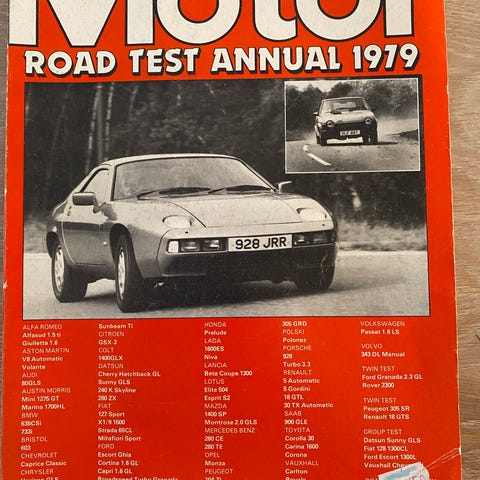 Motor
ROAD TEST ANNUAL 1979
928 JRR
ALFA ROMEO
Alfasud 1.5 ti
Giulietta 1.6
ASTON MARTIN
V8 Automatic
Volante
AUDI
80GLS
AUSTIN MORRIS
Mini 1275 GT
Marina 1700HL
BMW
635CSi
733i
BRISTOL
603
CHEVROLET
Caprice Classic
CHRYSLER
Sunbeam Ti
CITROEN
GSX-3
COLT
1400GLX
DATSUN
Cherry Hatchback GL
Sunny GLS
240 K Skyline
280 ZX
FIAT
127 Sport
X1/9 1500
Strada 65CL
Mirafiori Sport
FORD
Escort Ghia
Cortina 1.6 GL
Capri 1.6 GL
HONDA
Prelude
LADA
1600ES
Niva
LANCIA
Beta Coupe 1300
LOTUS
Elite 504
Esprit S2
MAZDA
1400 SP
Montrose 2.0 GLS
MERCEDES BENZ
280 CE
280 TE
OPEL
Monza
PEUGEOT
305 GRD
POLSKI
Polonez
PORSCHE
928
Turbo 3.3
RENAULT
5 Automatic
5 Gordini
18 GTL
30 TX Automatic
SAAB
900 GLE
TOYOTA
Corolla 30
Carina 1600
VAUXHALL
Carlton
VOLKSWAGEN
Passat 1.6 LS
VOLVO
343 DL Manual
TWIN TEST
Ford Granada 2.3 GL
Rover 2300
TWIN TEST
Peugeot 305 SR
Renault 18 GTS
GROUP TEST
Datsun Sunny GLS
Fiat 128 1300CL
Ford Escort 1300L